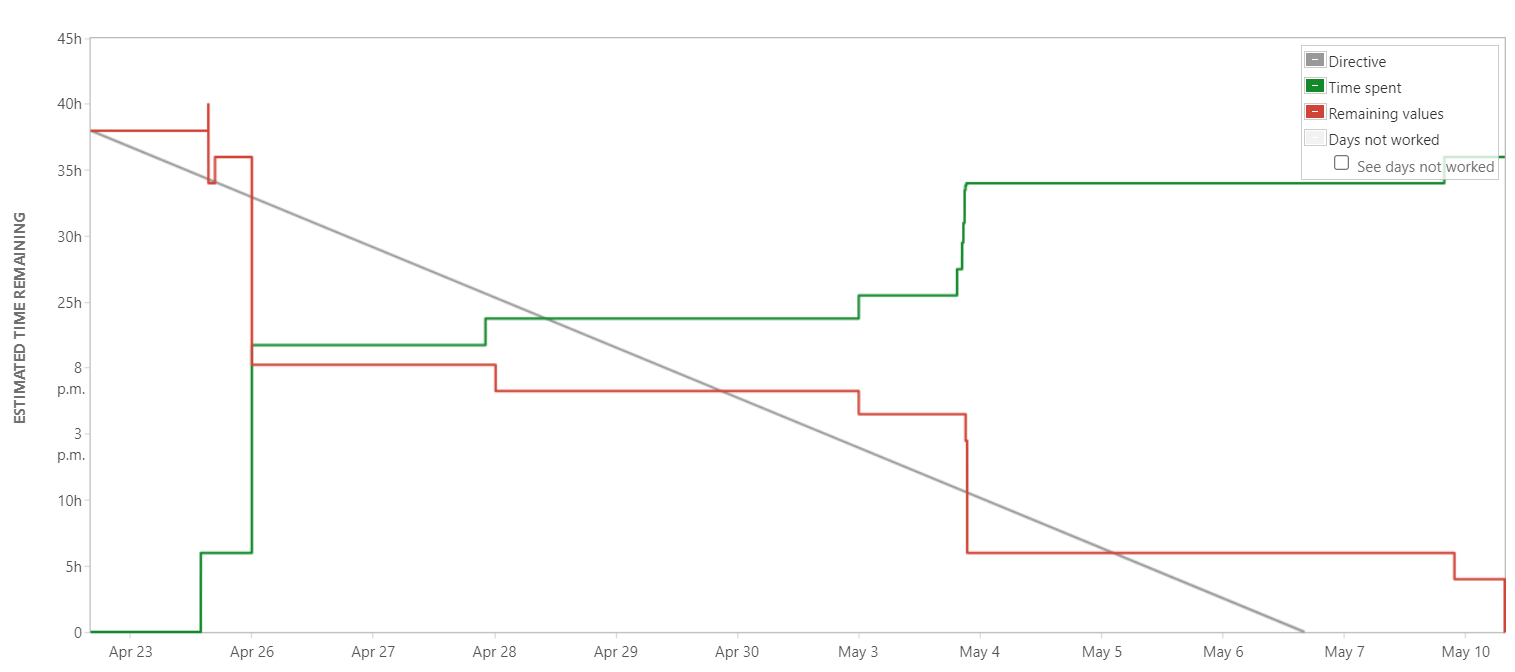 45h
40h
35h
30h
25h
8
p.m.
3
p.m.
10h
5h
0
ESTIMATED TIME REMAINING
Directive
Time spent
Remaining values
Days not worked
See days not worked
Apr 23 Apr 26 Apr 27 Apr 28 Apr 29 Apr 30 May 3 May 4 May 5 May 6 May 7 May 10